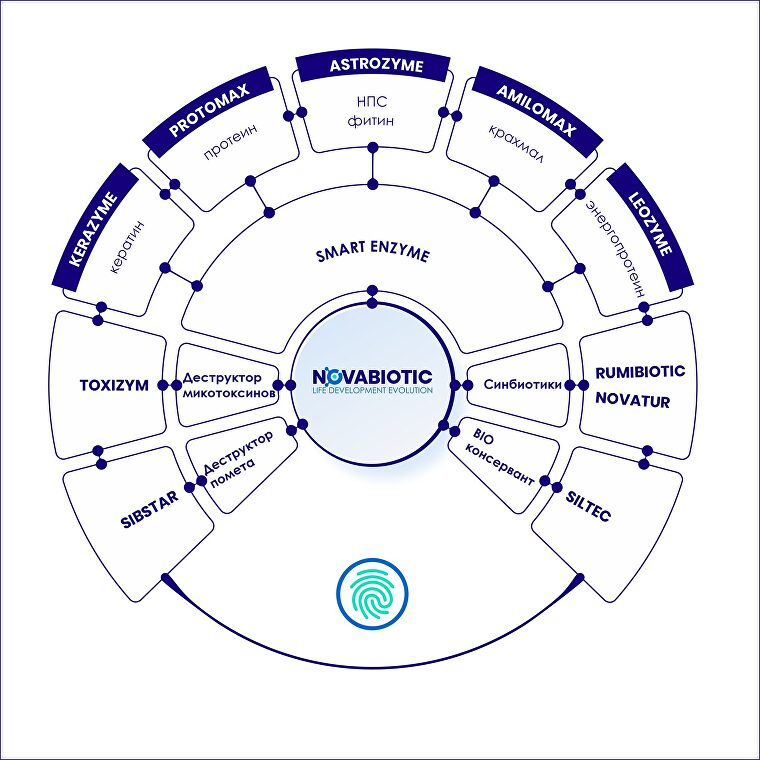 ASTROZYME
НПС
фитин
PROTOMAX
протеин
AMILOMAX
крахмал
KERAZYME
кератин
LEOZYME
энергопротеин
SMART ENZYME
NOVABIOTIC
LIFE DEVELOPMENT EVOLUTION
TOXIZYM
Деструктор
микотоксинов
Синбиотики
RUMIBIOTIC
NOVATUR
SIBSTAR
Деструктор
помета
BIO
консервант
SILTEC